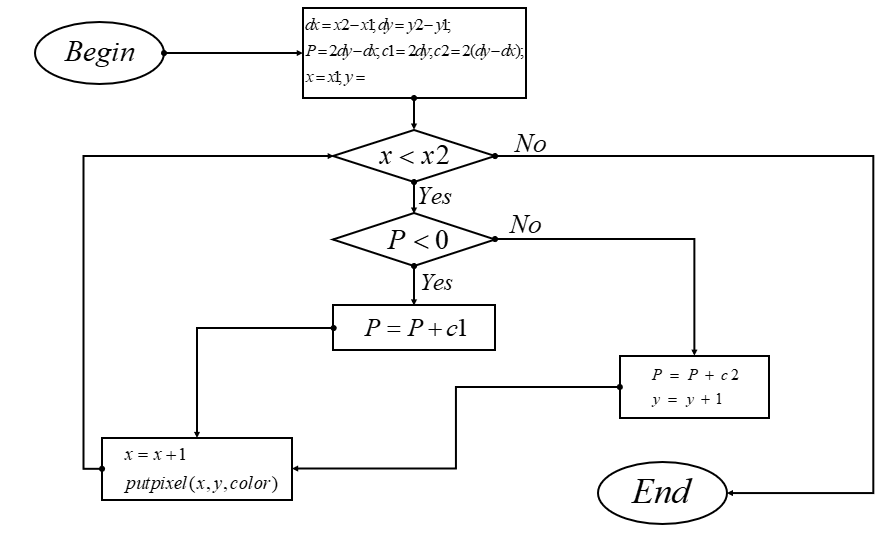 Begin
dx=x2−x1;dy=y2−y1;
P=2dy−dx;c1=2dy;c2=2(dy−dx);
x=x1;y=
x<x2
No
Yes
P<0
No
Yes
P=P+c1
P = P + c2
y = y + 1
x=x+1
putpixel(x,y,color)
End